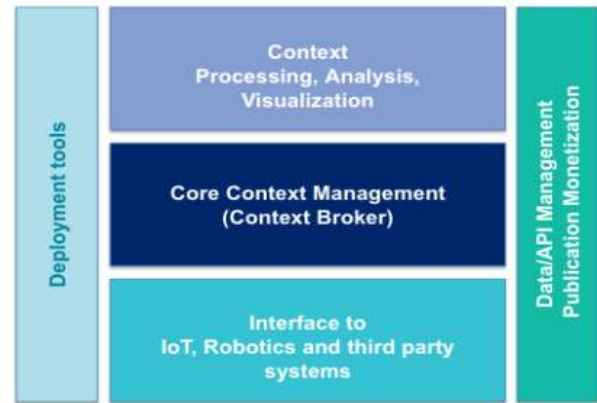 Deployment tools
Context
Processing, Analysis,
Visualization
Core Context Management
(Context Broker)
Interface to
IoT, Robotics and third party
systems
Data/API Management
Publication Monetization